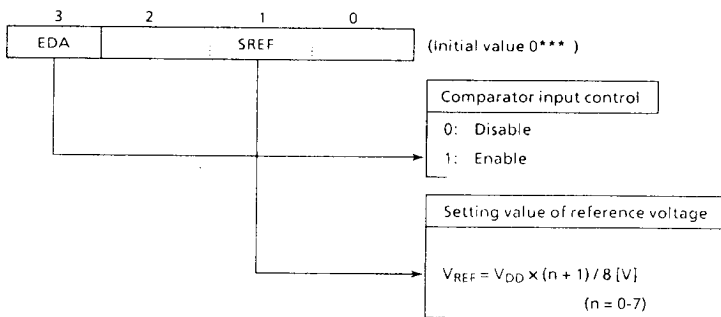 3 2 1 0
EDA SREF (Initial value 0*** )
Comparator input control
0: Disable
1: Enable
Setting value of reference voltage
VREF = VDD × (n + 1) / 8 [V]
(n = 0-7)